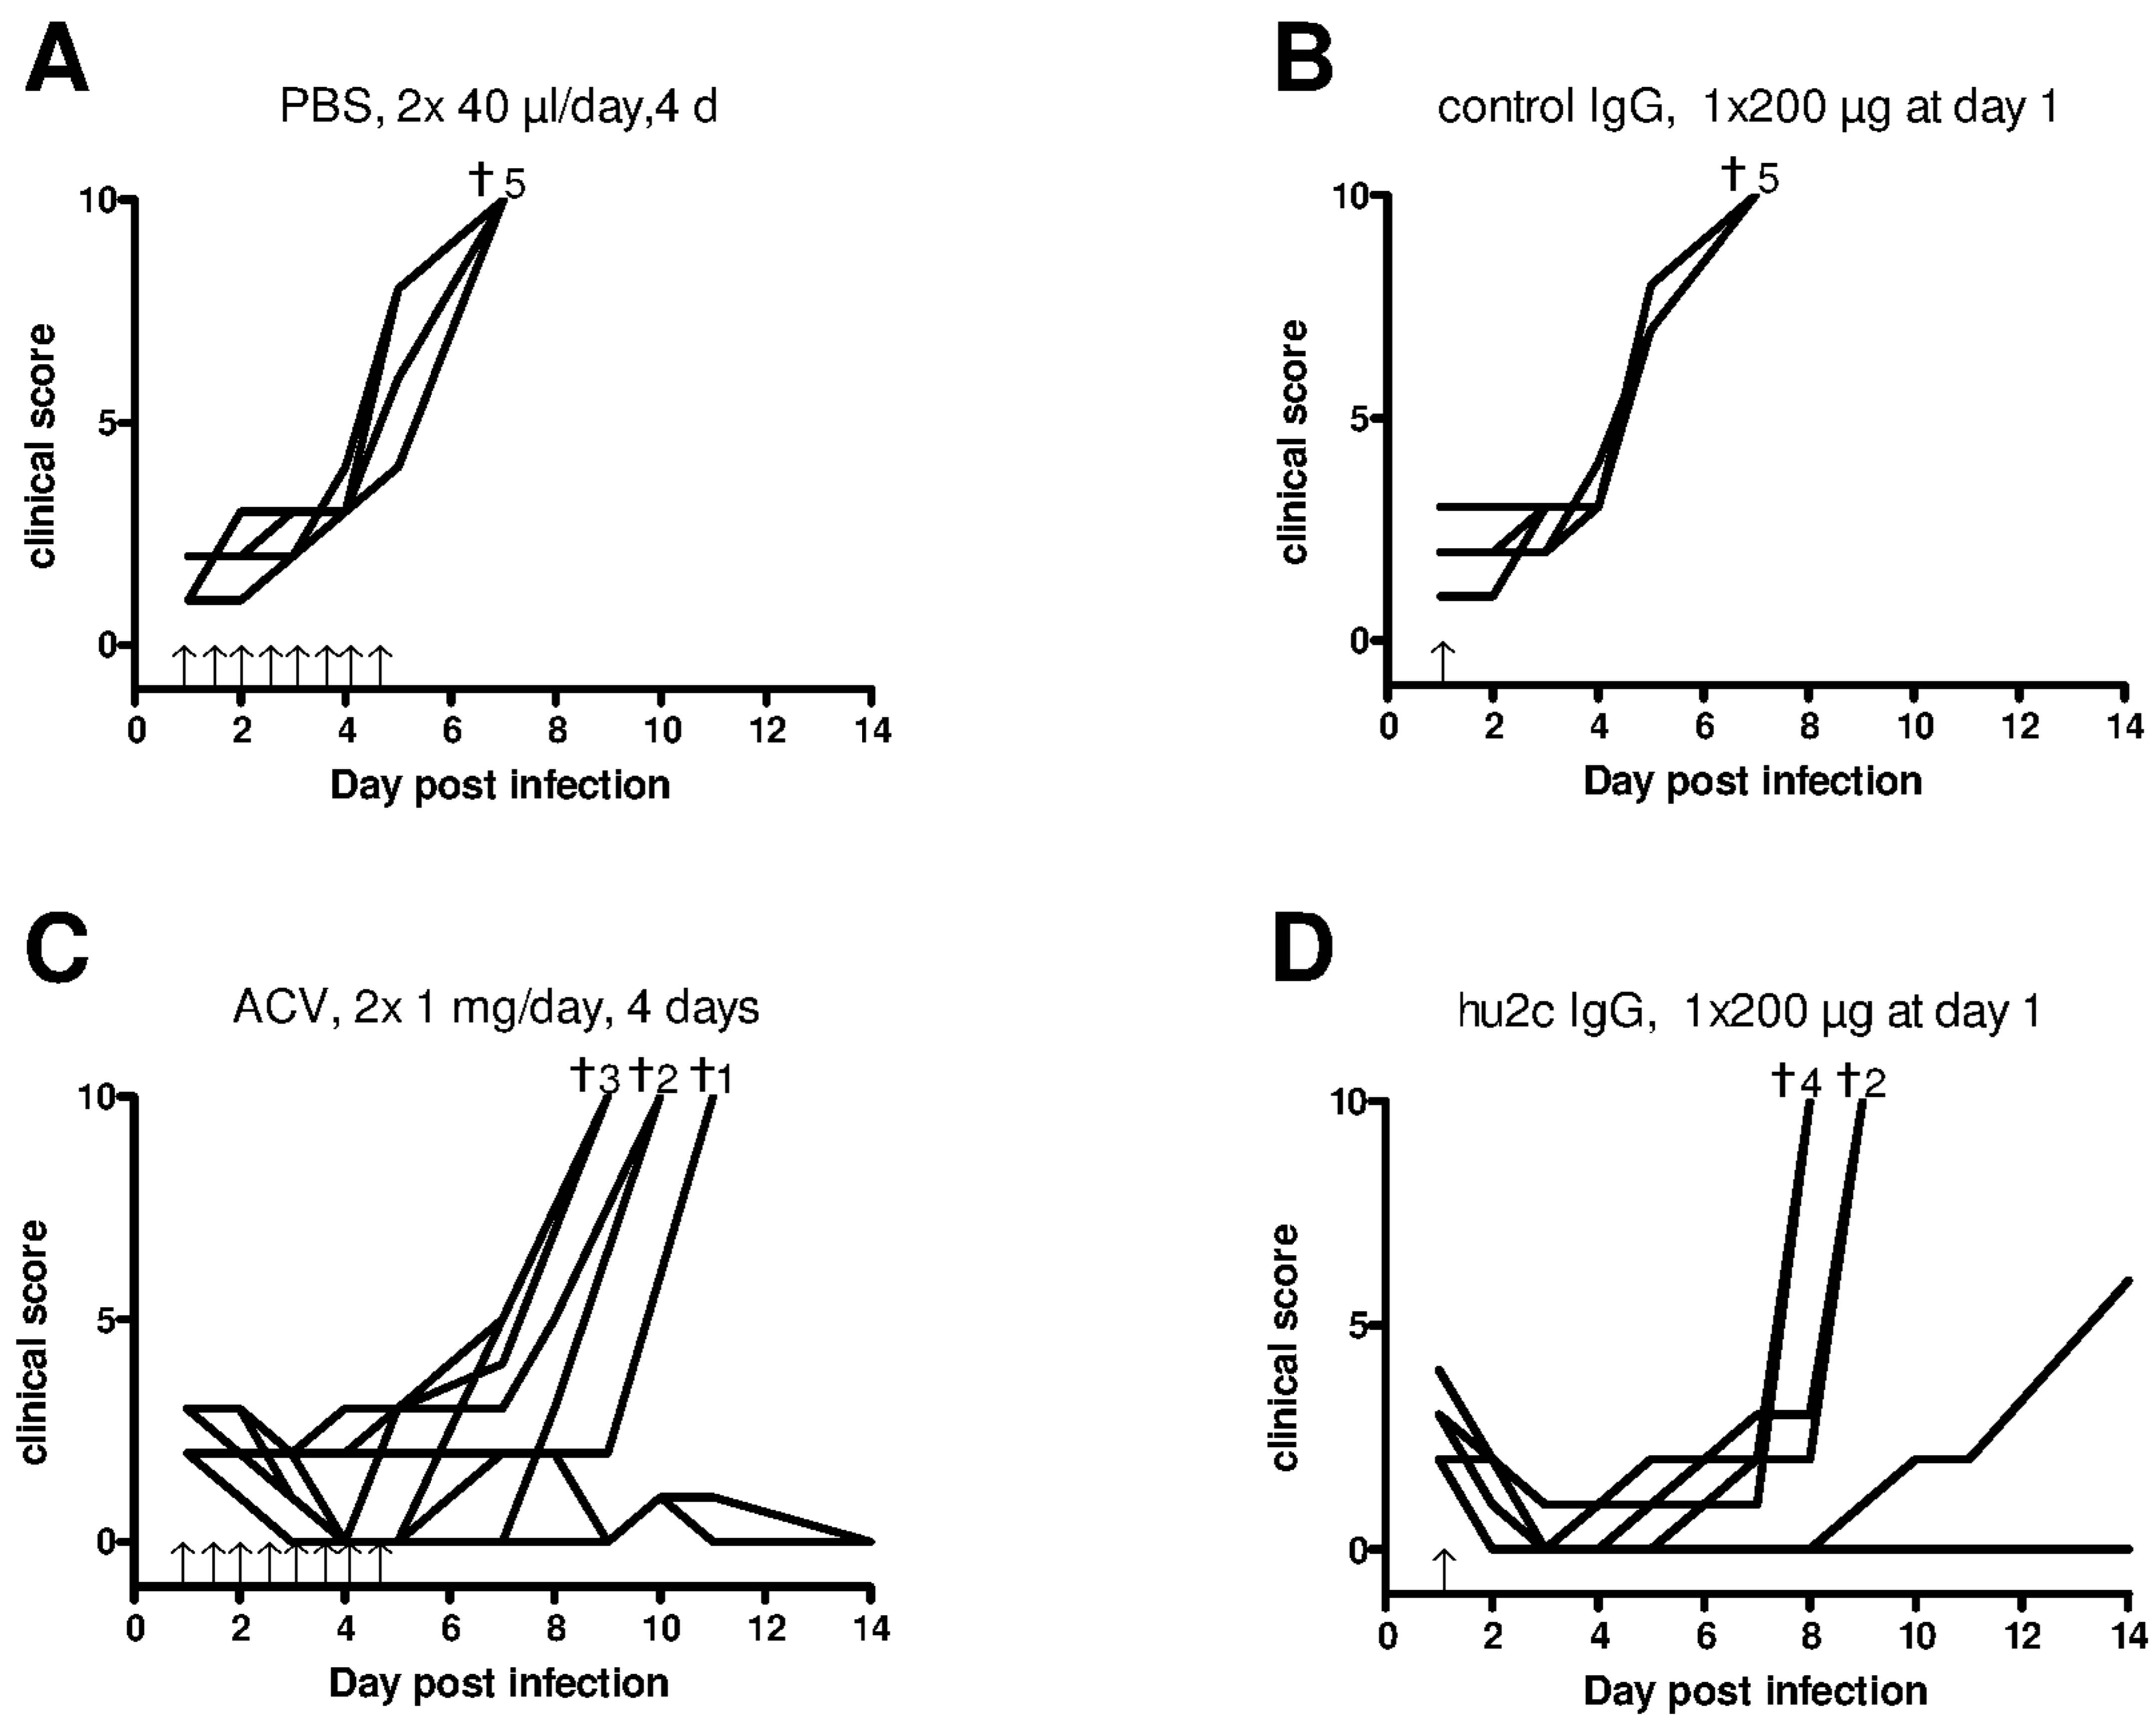 A
PBS, 2x 40 µl/day,4 d
† 5
10
5
0
clinical score
0 2 4 6 8 10 12 14
Day post infection
B
control IgG, 1x200 µg at day 1
† 5
10
5
0
clinical score
0 2 4 6 8 10 12 14
Day post infection
C
ACV, 2x 1 mg/day, 4 days
†3 †2 †1
10
5
0
clinical score
0 2 4 6 8 10 12 14
Day post infection
D
hu2c IgG, 1x200 µg at day 1
†4 †2
10
5
0
clinical score
0 2 4 6 8 10 12 14
Day post infection